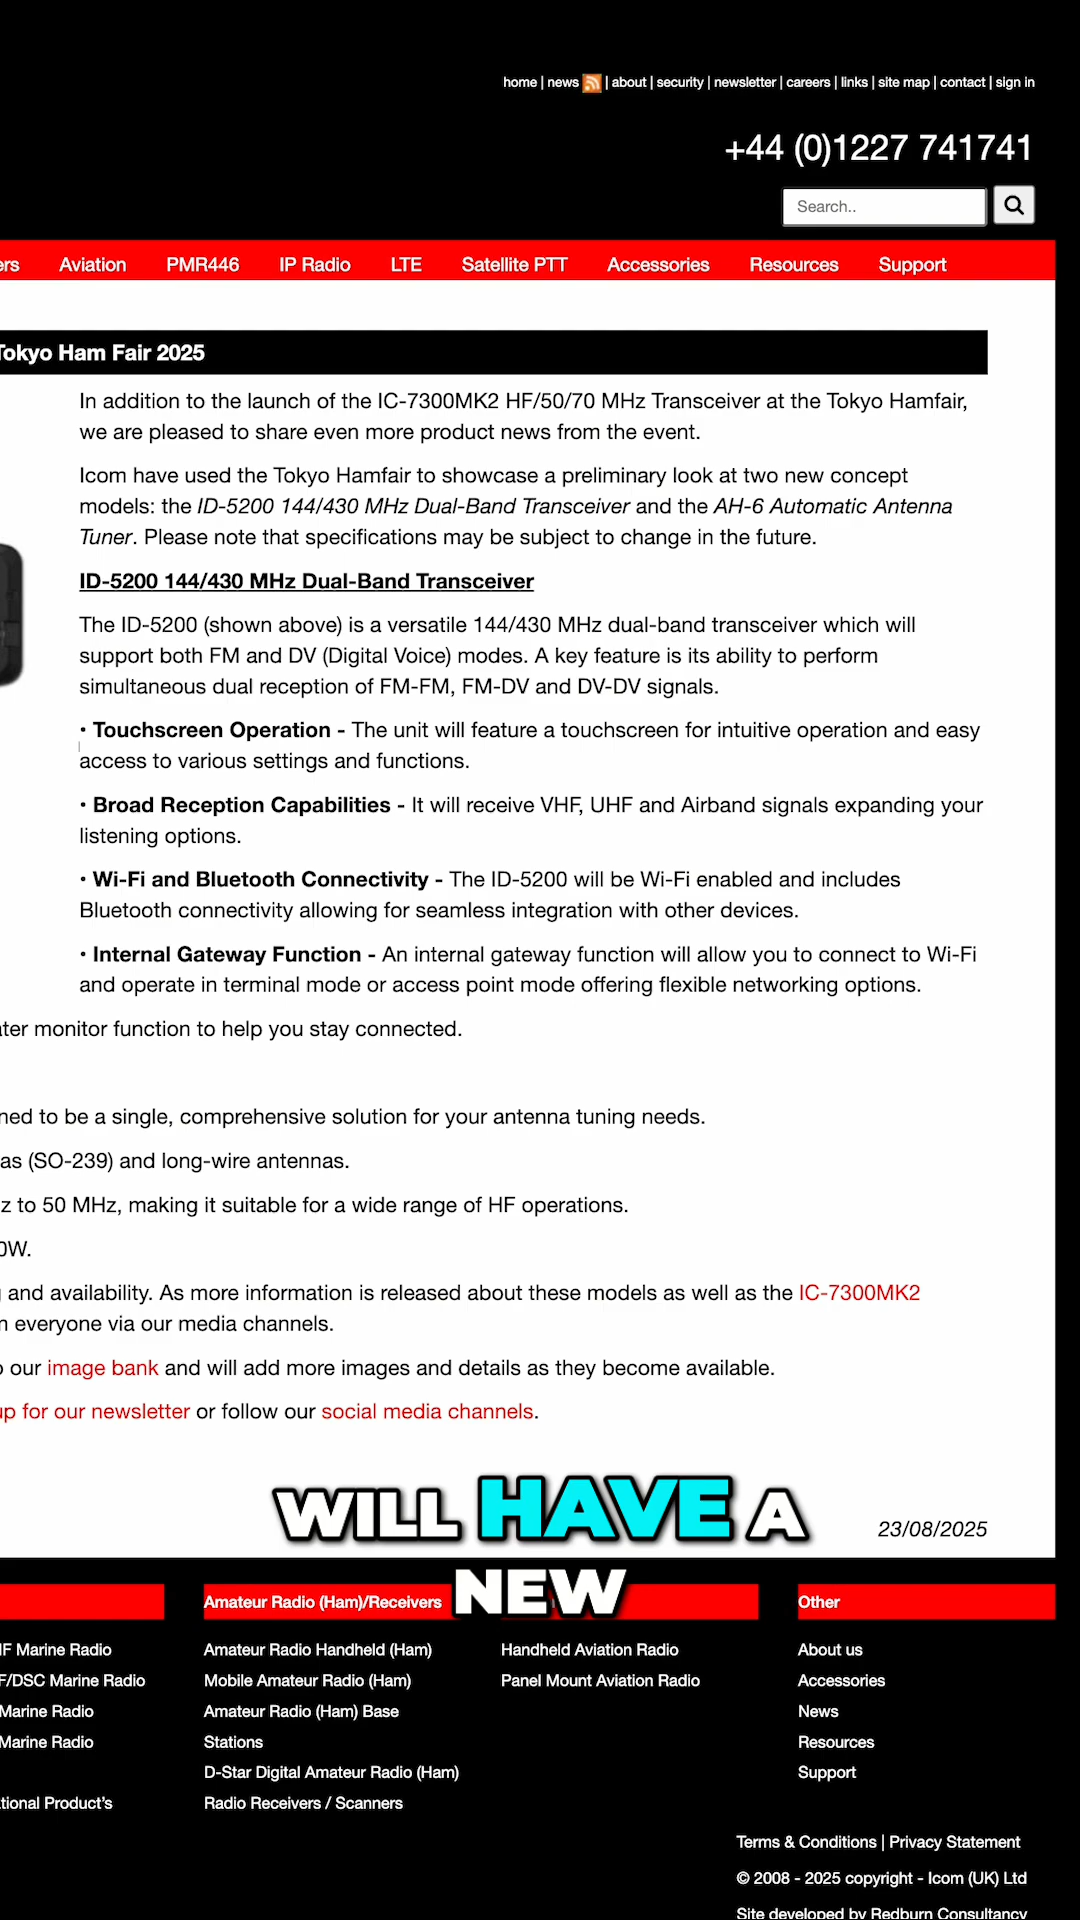 home | news | about | security | newsletter | careers | links | site map | contact | sign in
+44 (0)1227 741741
Search..
ers Aviation PMR446 IP Radio LTE Satellite PTT Accessories Resources Support
Tokyo Ham Fair 2025
In addition to the launch of the IC-7300MK2 HF/50/70 MHz Transceiver at the Tokyo Hamfair,
we are pleased to share even more product news from the event.
Icom have used the Tokyo Hamfair to showcase a preliminary look at two new concept
models: the ID-5200 144/430 MHz Dual-Band Transceiver and the AH-6 Automatic Antenna
Tuner. Please note that specifications may be subject to change in the future.
ID-5200 144/430 MHz Dual-Band Transceiver
The ID-5200 (shown above) is a versatile 144/430 MHz dual-band transceiver which will
support both FM and DV (Digital Voice) modes. A key feature is its ability to perform
simultaneous dual reception of FM-FM, FM-DV and DV-DV signals.
• Touchscreen Operation - The unit will feature a touchscreen for intuitive operation and easy
access to various settings and functions.
• Broad Reception Capabilities - It will receive VHF, UHF and Airband signals expanding your
listening options.
• Wi-Fi and Bluetooth Connectivity - The ID-5200 will be Wi-Fi enabled and includes
Bluetooth connectivity allowing for seamless integration with other devices.
• Internal Gateway Function - An internal gateway function will allow you to connect to Wi-Fi
and operate in terminal mode or access point mode offering flexible networking options.
ater monitor function to help you stay connected.
ned to be a single, comprehensive solution for your antenna tuning needs.
as (SO-239) and long-wire antennas.
z to 50 MHz, making it suitable for a wide range of HF operations.
0W.
and availability. As more information is released about these models as well as the IC-7300MK2
everyone via our media channels.
our image bank and will add more images and details as they become available.
up for our newsletter or follow our social media channels.
WILL HAVE A
23/08/2025
NEW
Amateur Radio (Ham)/Receivers
Other
IF Marine Radio
F/DSC Marine Radio
Marine Radio
Marine Radio
tional Product's
Amateur Radio Handheld (Ham)
Mobile Amateur Radio (Ham)
Amateur Radio (Ham) Base
Stations
D-Star Digital Amateur Radio (Ham)
Radio Receivers / Scanners
Handheld Aviation Radio
Panel Mount Aviation Radio
About us
Accessories
News
Resources
Support
Terms & Conditions | Privacy Statement
© 2008 - 2025 copyright - Icom (UK) Ltd
Site developed by Redburn Consultancy